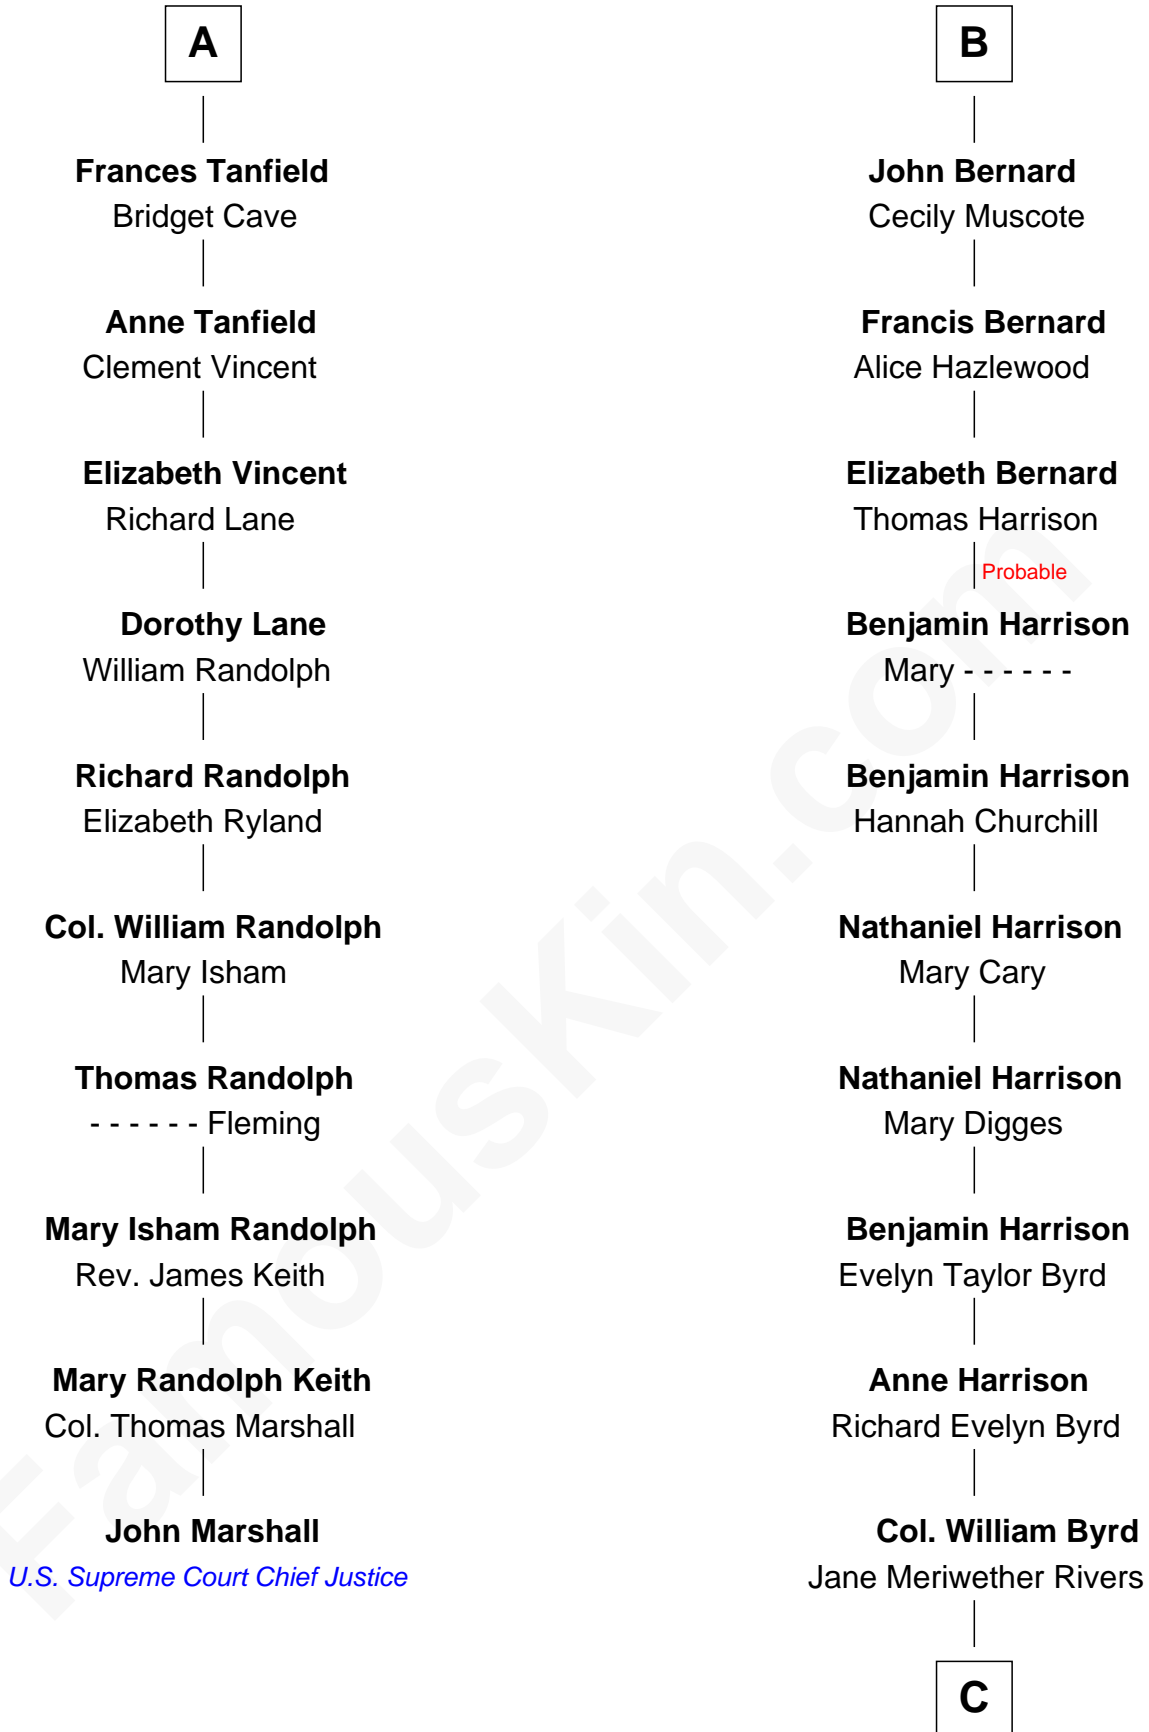 A
Frances Tanfield
Bridget Cave
Anne Tanfield
Clement Vincent
Elizabeth Vincent
Richard Lane
Dorothy Lane
William Randolph
Richard Randolph
Elizabeth Ryland
Col. William Randolph
Mary Isham
Thomas Randolph
- - - - - - Fleming
Mary Isham Randolph
Rev. James Keith
Mary Randolph Keith
Col. Thomas Marshall
John Marshall
U.S. Supreme Court Chief Justice
B
John Bernard
Cecily Muscote
Francis Bernard
Alice Hazlewood
Elizabeth Bernard
Thomas Harrison
Probable
Benjamin Harrison
Mary - - - - - -
Benjamin Harrison
Hannah Churchill
Nathaniel Harrison
Mary Cary
Nathaniel Harrison
Mary Digges
Benjamin Harrison
Evelyn Taylor Byrd
Anne Harrison
Richard Evelyn Byrd
Col. William Byrd
Jane Meriwether Rivers
C
FamousKin.com